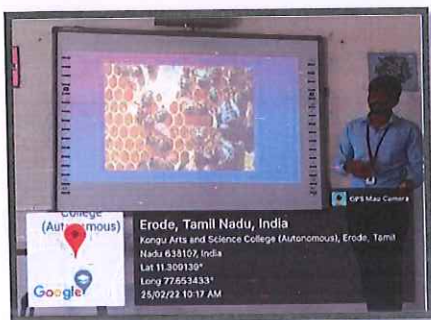 GPS Map Camera
College
(Autonomous)
Google
Erode, Tamil Nadu, India
Kongu Arts and Science College (Autonomous), Erode, Tamil
Nadu 638107, India
Lat 11.300139°
Long 77.653433°
25/02/22 10:17 AM